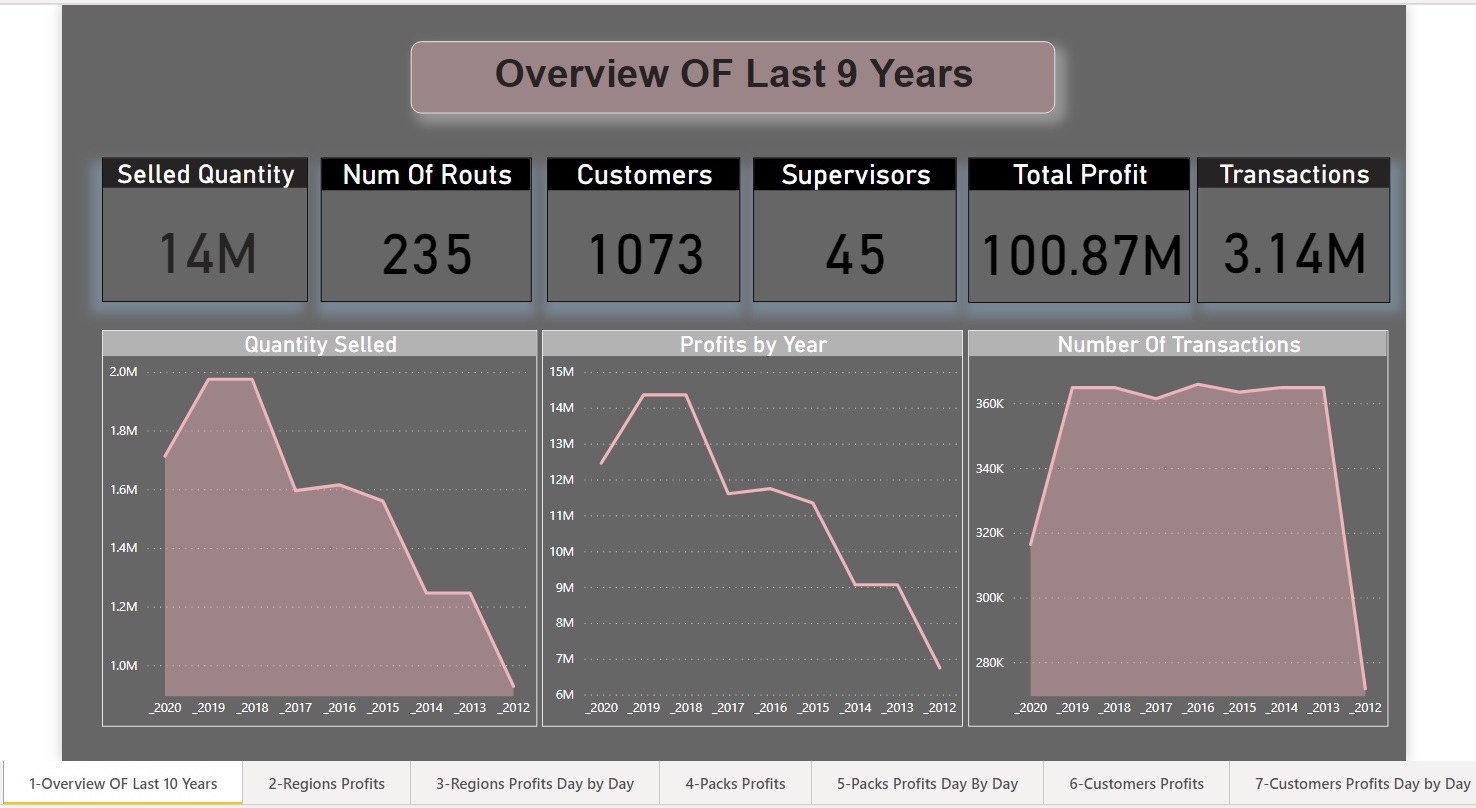 Overview OF Last 9 Years
Selled Quantity
14M
Num Of Routs
235
Customers
1073
Supervisors
45
Total Profit
100.87M
Transactions
3.14M
Quantity Selled
2.0M
1.8M
1.6M
1.4M
1.2M
1.0M
_2020 _2019 _2018 _2017 _2016 _2015 _2014 _2013 _2012
Profits by Year
15M
14M
13M
12M
11M
10M
9M
8M
7M
6M
_2020 _2019 _2018 _2017 _2016 _2015 _2014 _2013 _2012
Number Of Transactions
360K
340K
320K
300K
280K
_2020 _2019 _2018 _2017 _2016 _2015 _2014 _2013 _2012
1-Overview OF Last 10 Years 2-Regions Profits 3-Regions Profits Day by Day 4-Packs Profits 5-Packs Profits Day By Day 6-Customers Profits 7-Customers Profits Day by Day